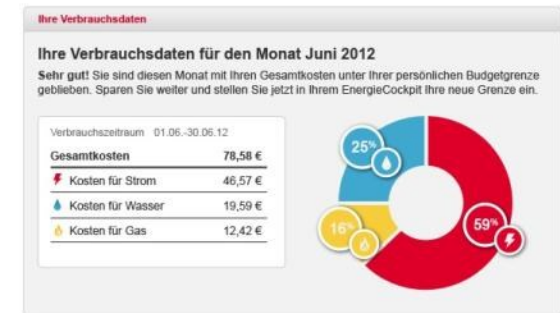 Ihre Verbrauchsdaten
Ihre Verbrauchsdaten für den Monat Juni 2012
Sehr gut! Sie sind diesen Monat mit Ihren Gesamtkosten unter Ihrer persönlichen Budgetgrenze
geblieben. Sparen Sie weiter und stellen Sie jetzt in Ihrem EnergieCockpit Ihre neue Grenze ein.
Verbrauchszeitraum 01.06.-30.06.12
Gesamtkosten 78,58 €
Kosten für Strom 46,57 €
Kosten für Wasser 19,59 €
Kosten für Gas 12,42 €
25%
16%
59%